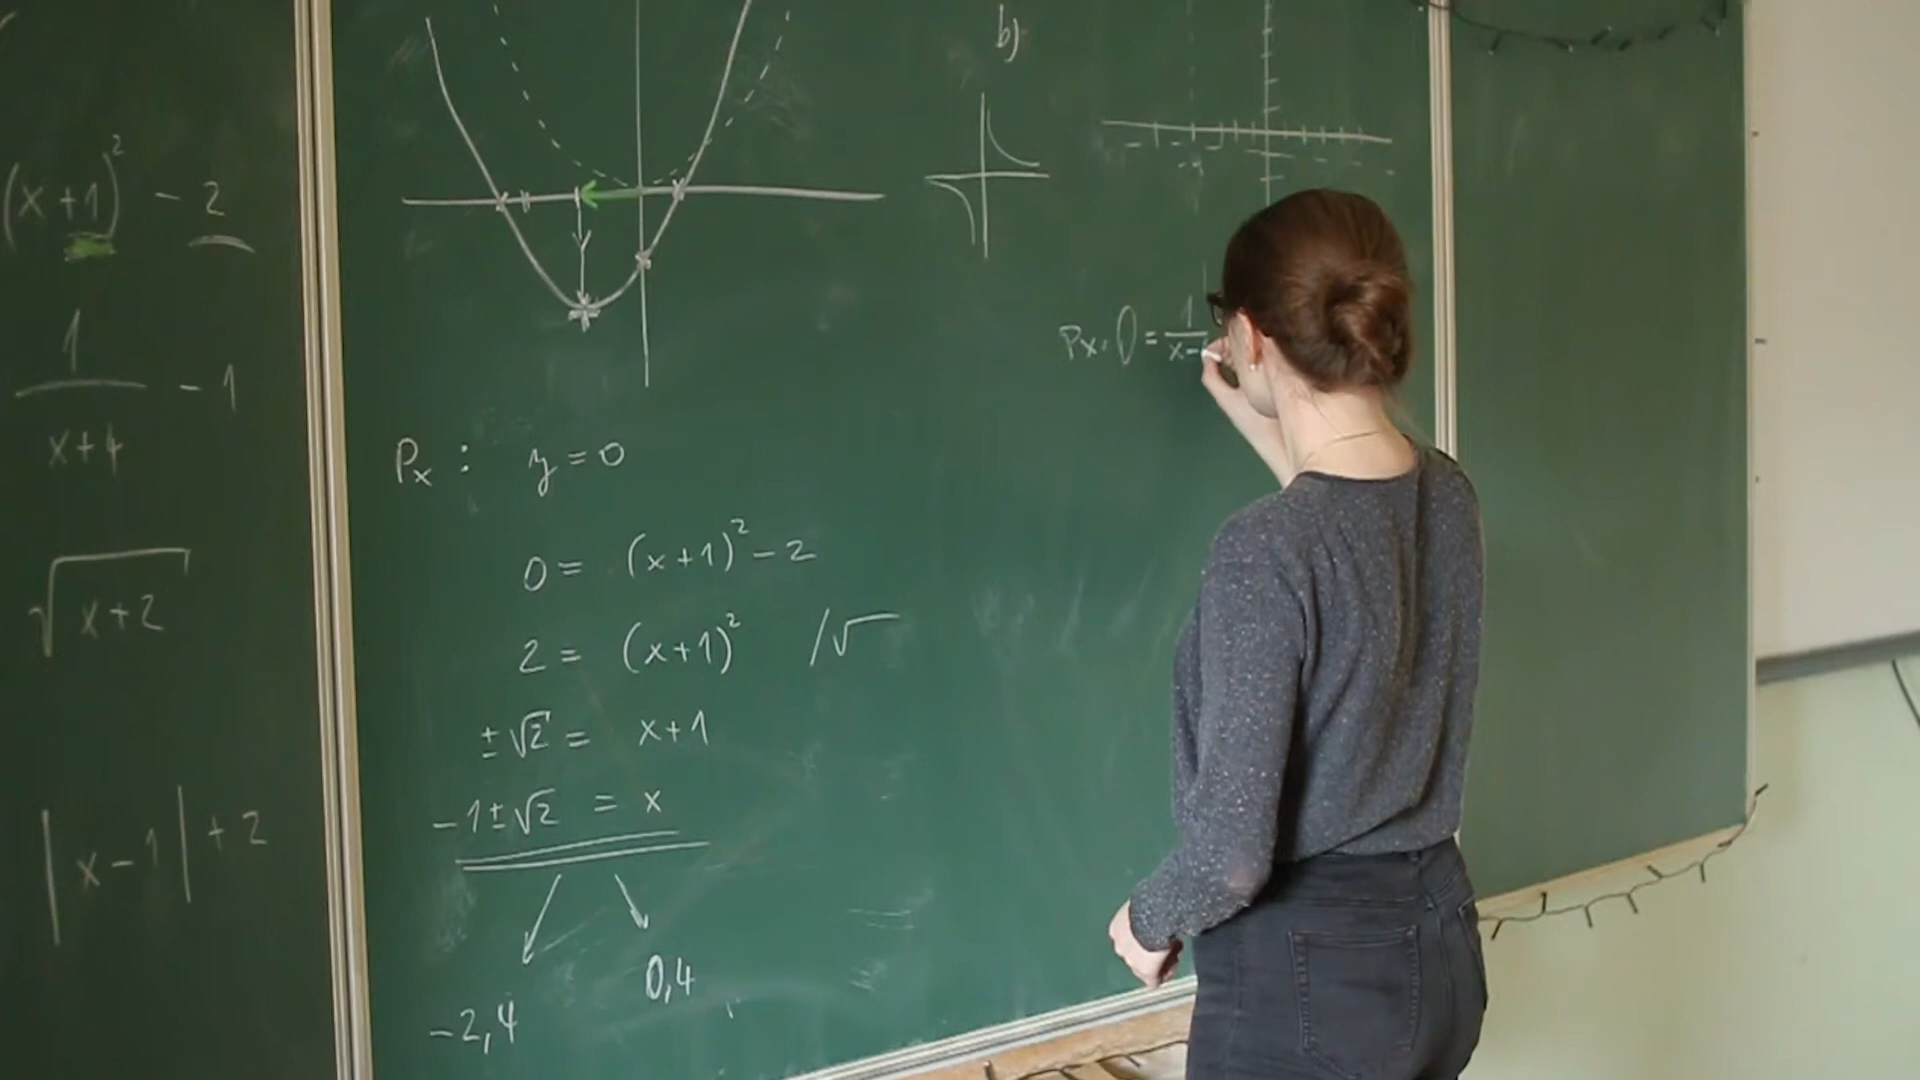 (x+1)² - 2
1/(x+4) - 1
√(x+2)
|x-1| + 2
Pₓ : y = 0
0 = (x+1)² - 2
2 = (x+1)² /√
±√2 = x+1
-1±√2 = x
-2,4 0,4
b)
Pₓ: 0 = 1/(x-